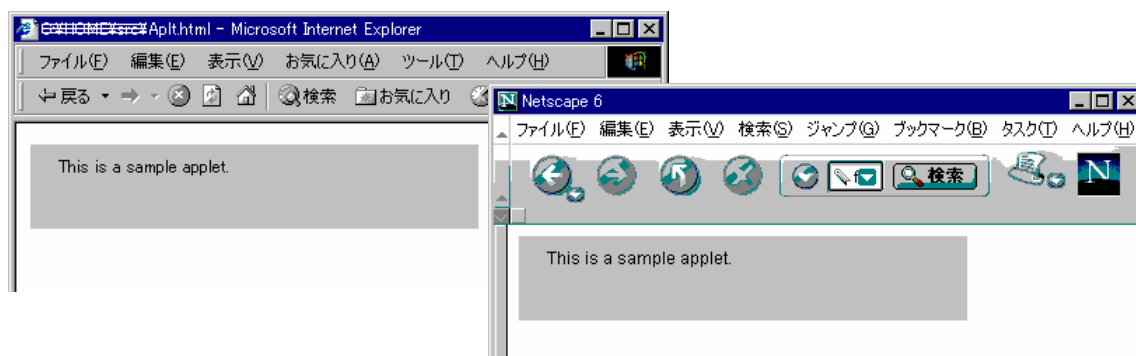 C:¥HOME¥src¥Aplt.html - Microsoft Internet Explorer
ファイル(F) 編集(E) 表示(V) お気に入り(A) ツール(T) ヘルプ(H)
戻る 検索 お気に入り
This is a sample applet.
Netscape 6
ファイル(F) 編集(E) 表示(V) 検索(S) ジャンプ(G) ブックマーク(B) タスク(T) ヘルプ(H)
検索
This is a sample applet.